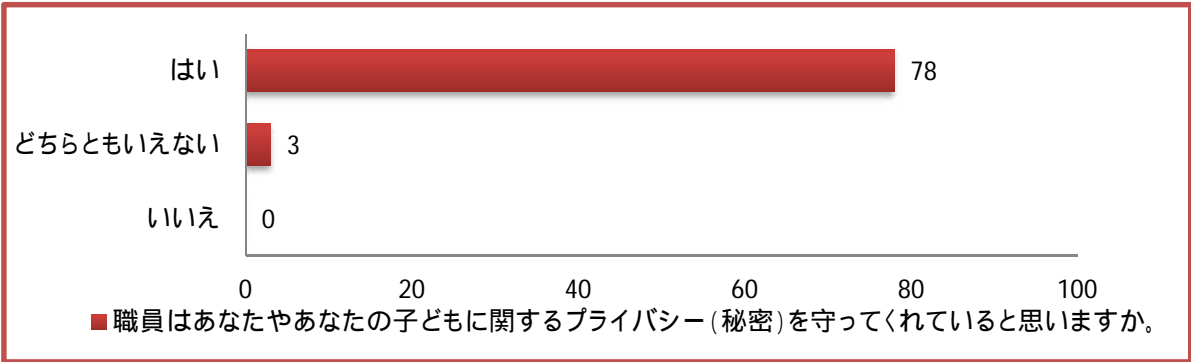 はい 78
どちらともいえない 3
いいえ 0
0 20 40 60 80 100
職員はあなたやあなたの子どもに関するプライバシー(秘密)を守ってくれていると思いますか。